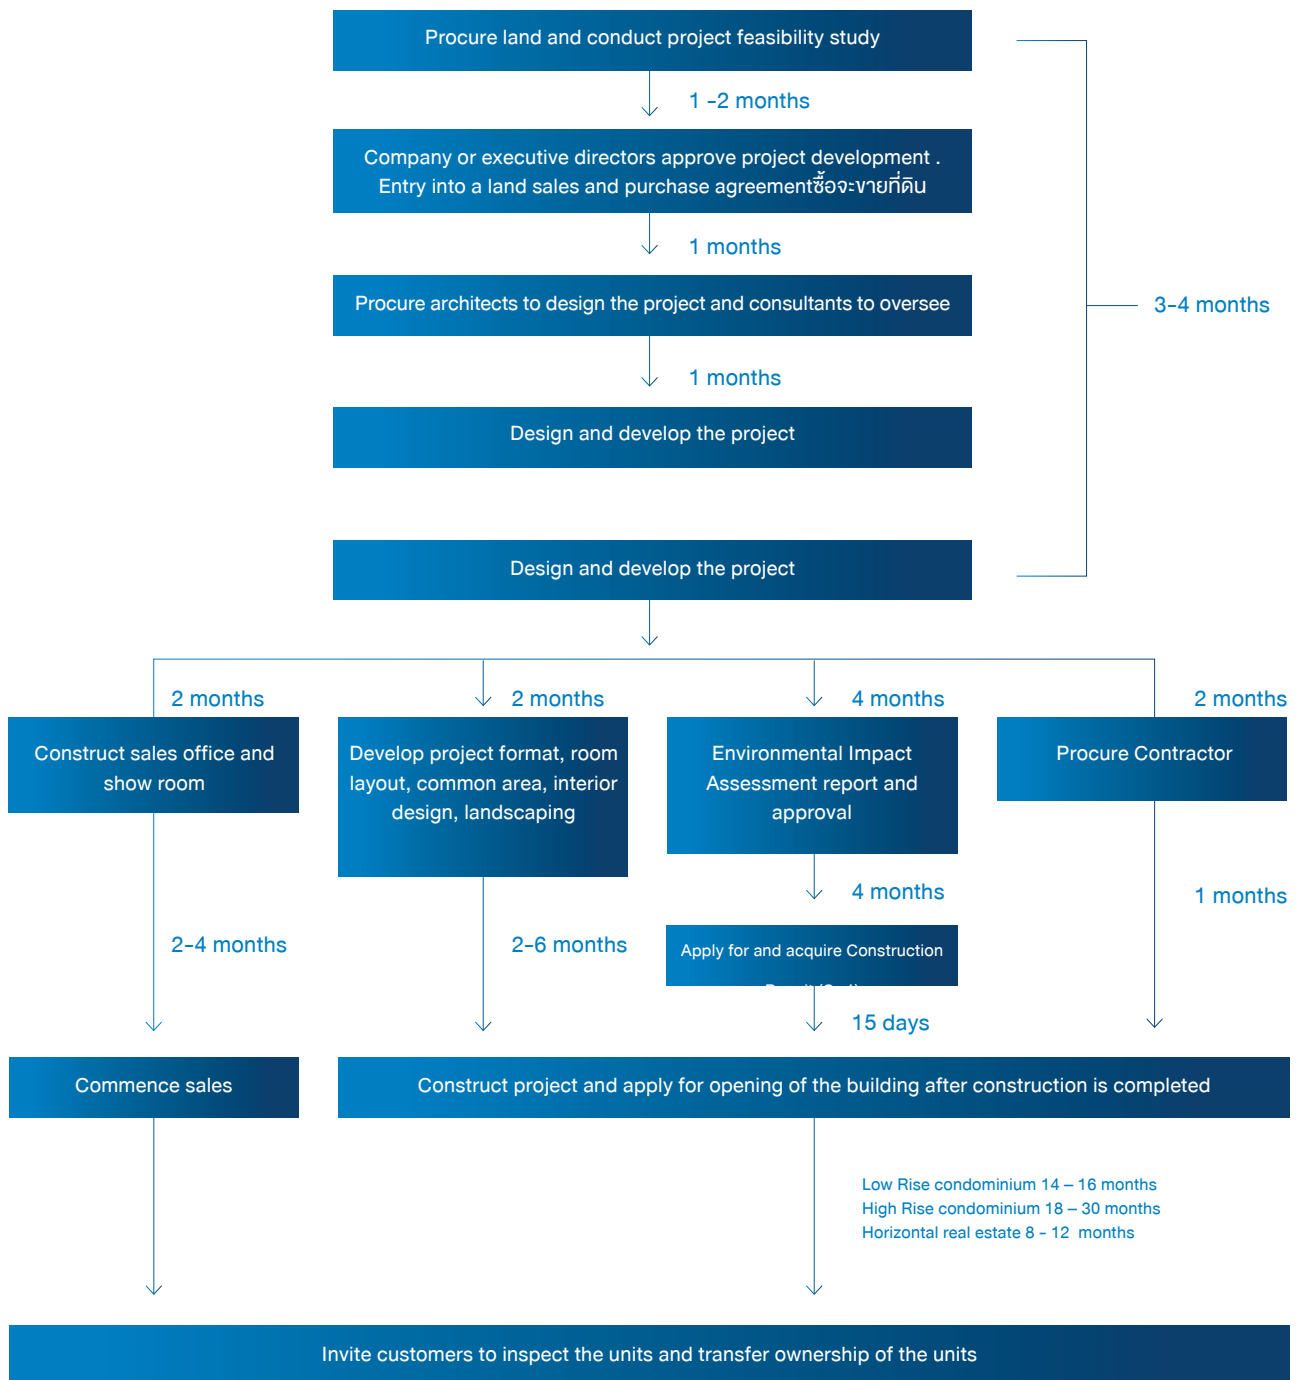 Procure land and conduct project feasibility study
1 -2 months
Company or executive directors approve project development .
Entry into a land sales and purchase agreementซื้อจะขายที่ดิน
1 months
Procure architects to design the project and consultants to oversee
3-4 months
1 months
Design and develop the project
Design and develop the project
2 months
2 months
4 months
2 months
Construct sales office and
show room
Develop project format, room
layout, common area, interior
design, landscaping
Environmental Impact
Assessment report and
approval
Procure Contractor
4 months
1 months
2-4 months
2-6 months
Apply for and acquire Construction
15 days
Commence sales
Construct project and apply for opening of the building after construction is completed
Low Rise condominium 14 – 16 months
High Rise condominium 18 – 30 months
Horizontal real estate 8 - 12 months
Invite customers to inspect the units and transfer ownership of the units